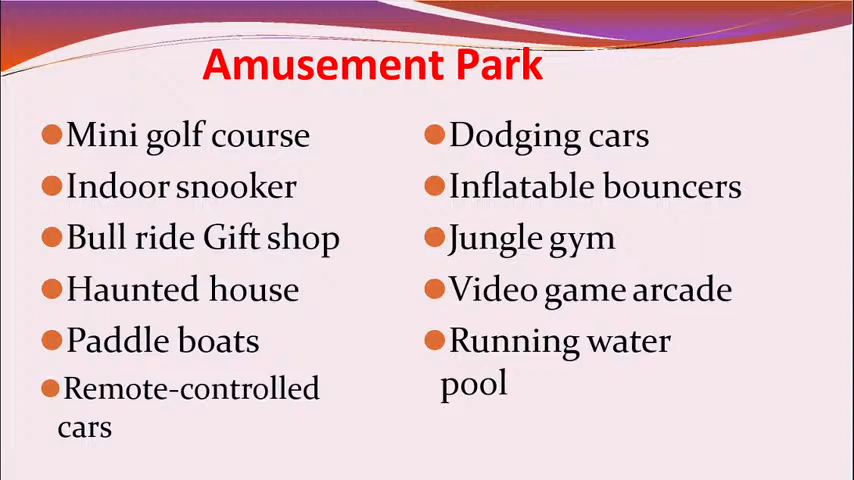 Amusement Park
Mini golf course
Indoor snooker
Bull ride Gift shop
Haunted house
Paddle boats
Remote-controlled
cars
Dodging cars
Inflatable bouncers
Jungle gym
Video game arcade
Running water
pool